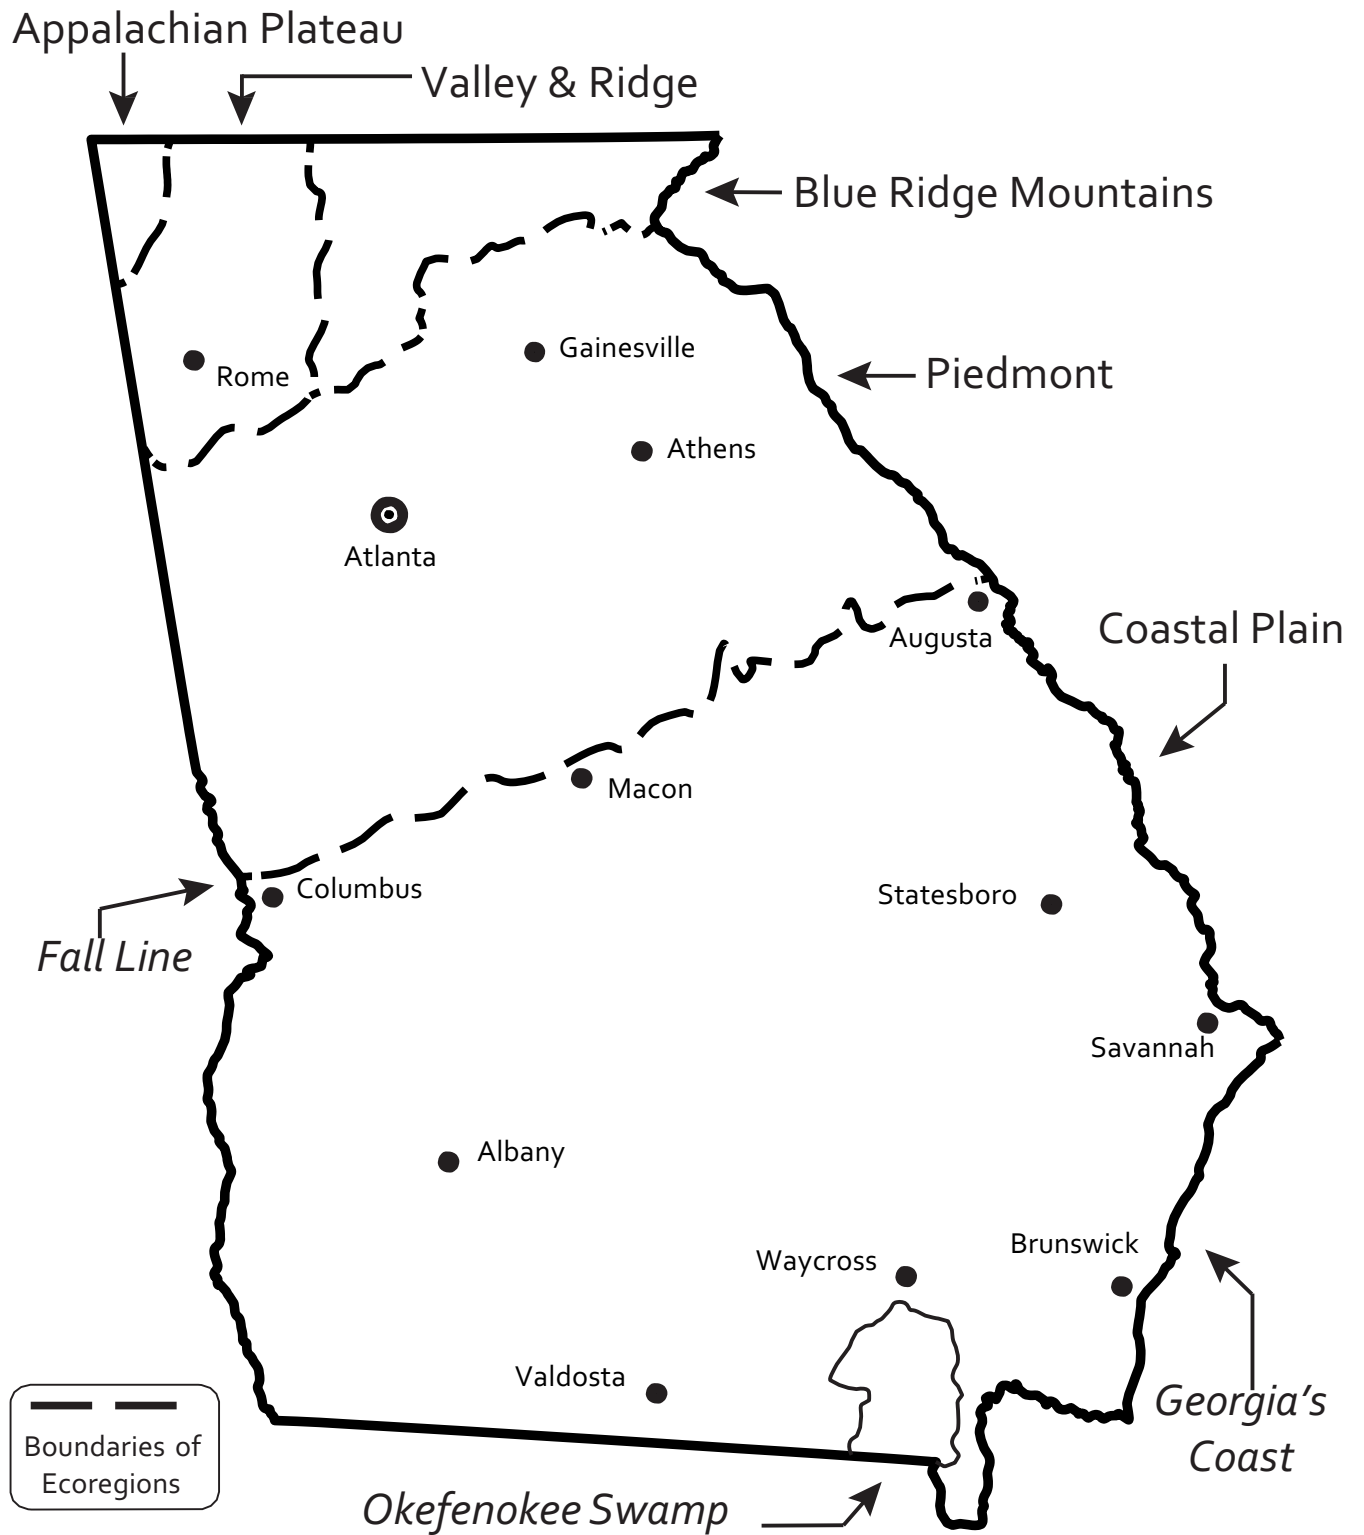 Appalachian Plateau
Valley & Ridge
Blue Ridge Mountains
Gainesville
Rome
Piedmont
Athens
Atlanta
Augusta
Coastal Plain
Macon
Columbus
Statesboro
Fall Line
Savannah
Albany
Brunswick
Waycross
Valdosta
Georgia's
Coast
Boundaries of
Ecoregions
Okefenokee Swamp